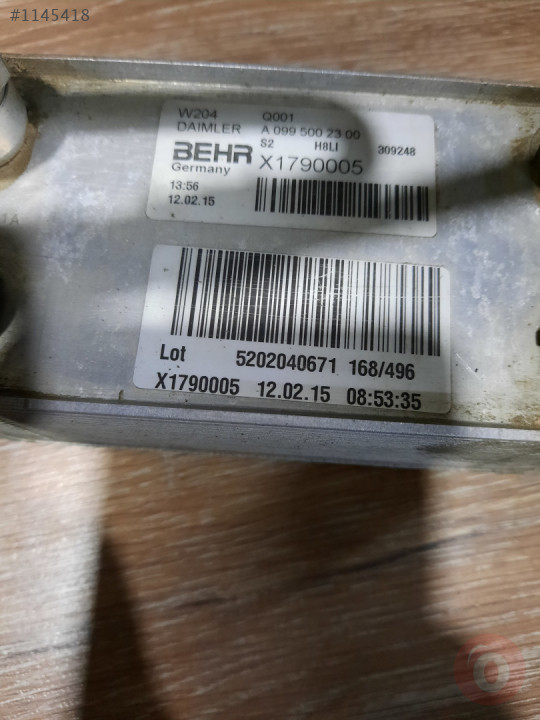 #1145418
W204 Q001
DAIMLER A 099 500 23 00
S2 H8LI 309248
BEHR X1790005
Germany
13:56
12.02.15
Lot 5202040671 168/496
X1790005 12.02.15 08:53:35